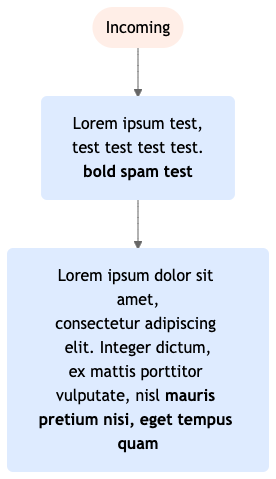 Incoming
Lorem ipsum test,
test test test test.
bold spam test
Lorem ipsum dolor sit
amet,
consectetur adipiscing
elit. Integer dictum,
ex mattis porttitor
vulputate, nisl mauris
pretium nisi, eget tempus
quam